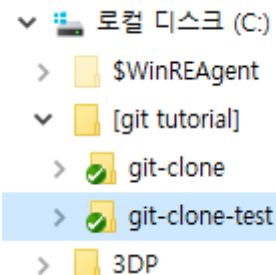 로컬 디스크 (C:)
$WinREAgent
[git tutorial]
git-clone
git-clone-test
3DP